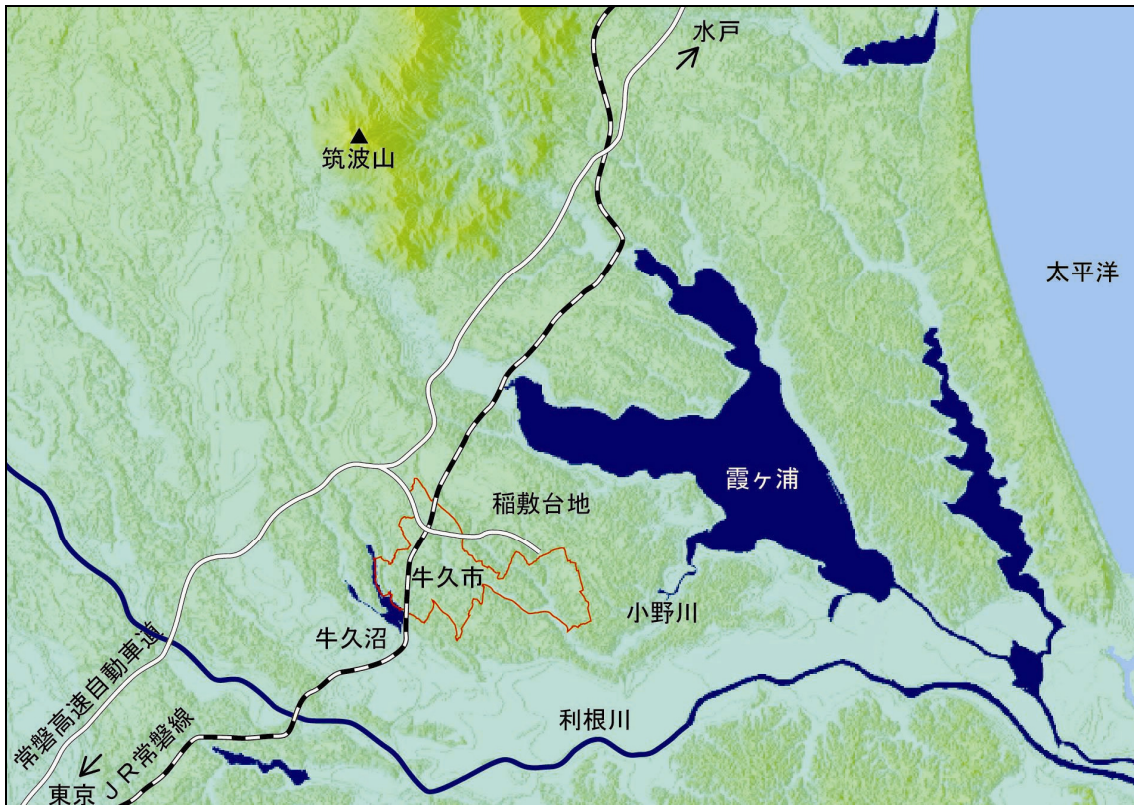 水戸
筑波山
太平洋
霞ヶ浦
稲敷台地
牛久市
小野川
牛久沼
利根川
常磐高速自動車道
JR常磐線
東京